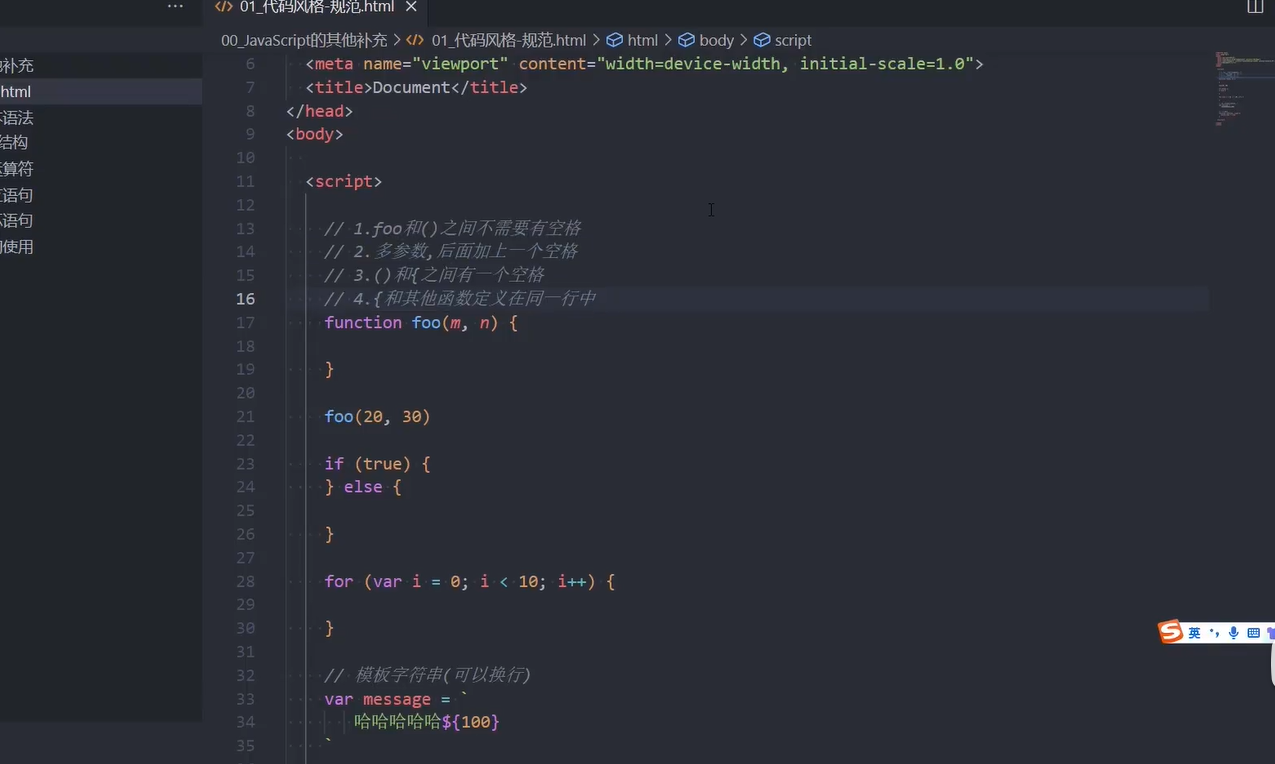 ··· 01_代码风格-规范.html ×
00_JavaScript的其他补充 > 01_代码风格-规范.html > html > body > script
补充
html
语法
结构
算符
语句
语句
使用
6 <meta name="viewport" content="width=device-width, initial-scale=1.0">
7 <title>Document</title>
8 </head>
9 <body>
10
11 <script>
12
13 // 1.foo和()之间不需要有空格
14 // 2.多参数,后面加上一个空格
15 // 3.()和{之间有一个空格
16 // 4.{和其他函数定义在同一行中
17 function foo(m, n) {
18
19 }
20
21 foo(20, 30)
22
23 if (true) {
24 } else {
25
26 }
27
28 for (var i = 0; i < 10; i++) {
29
30 }
31
32 // 模板字符串(可以换行)
33 var message = `
34 哈哈哈哈哈${100}
35 `
S 英